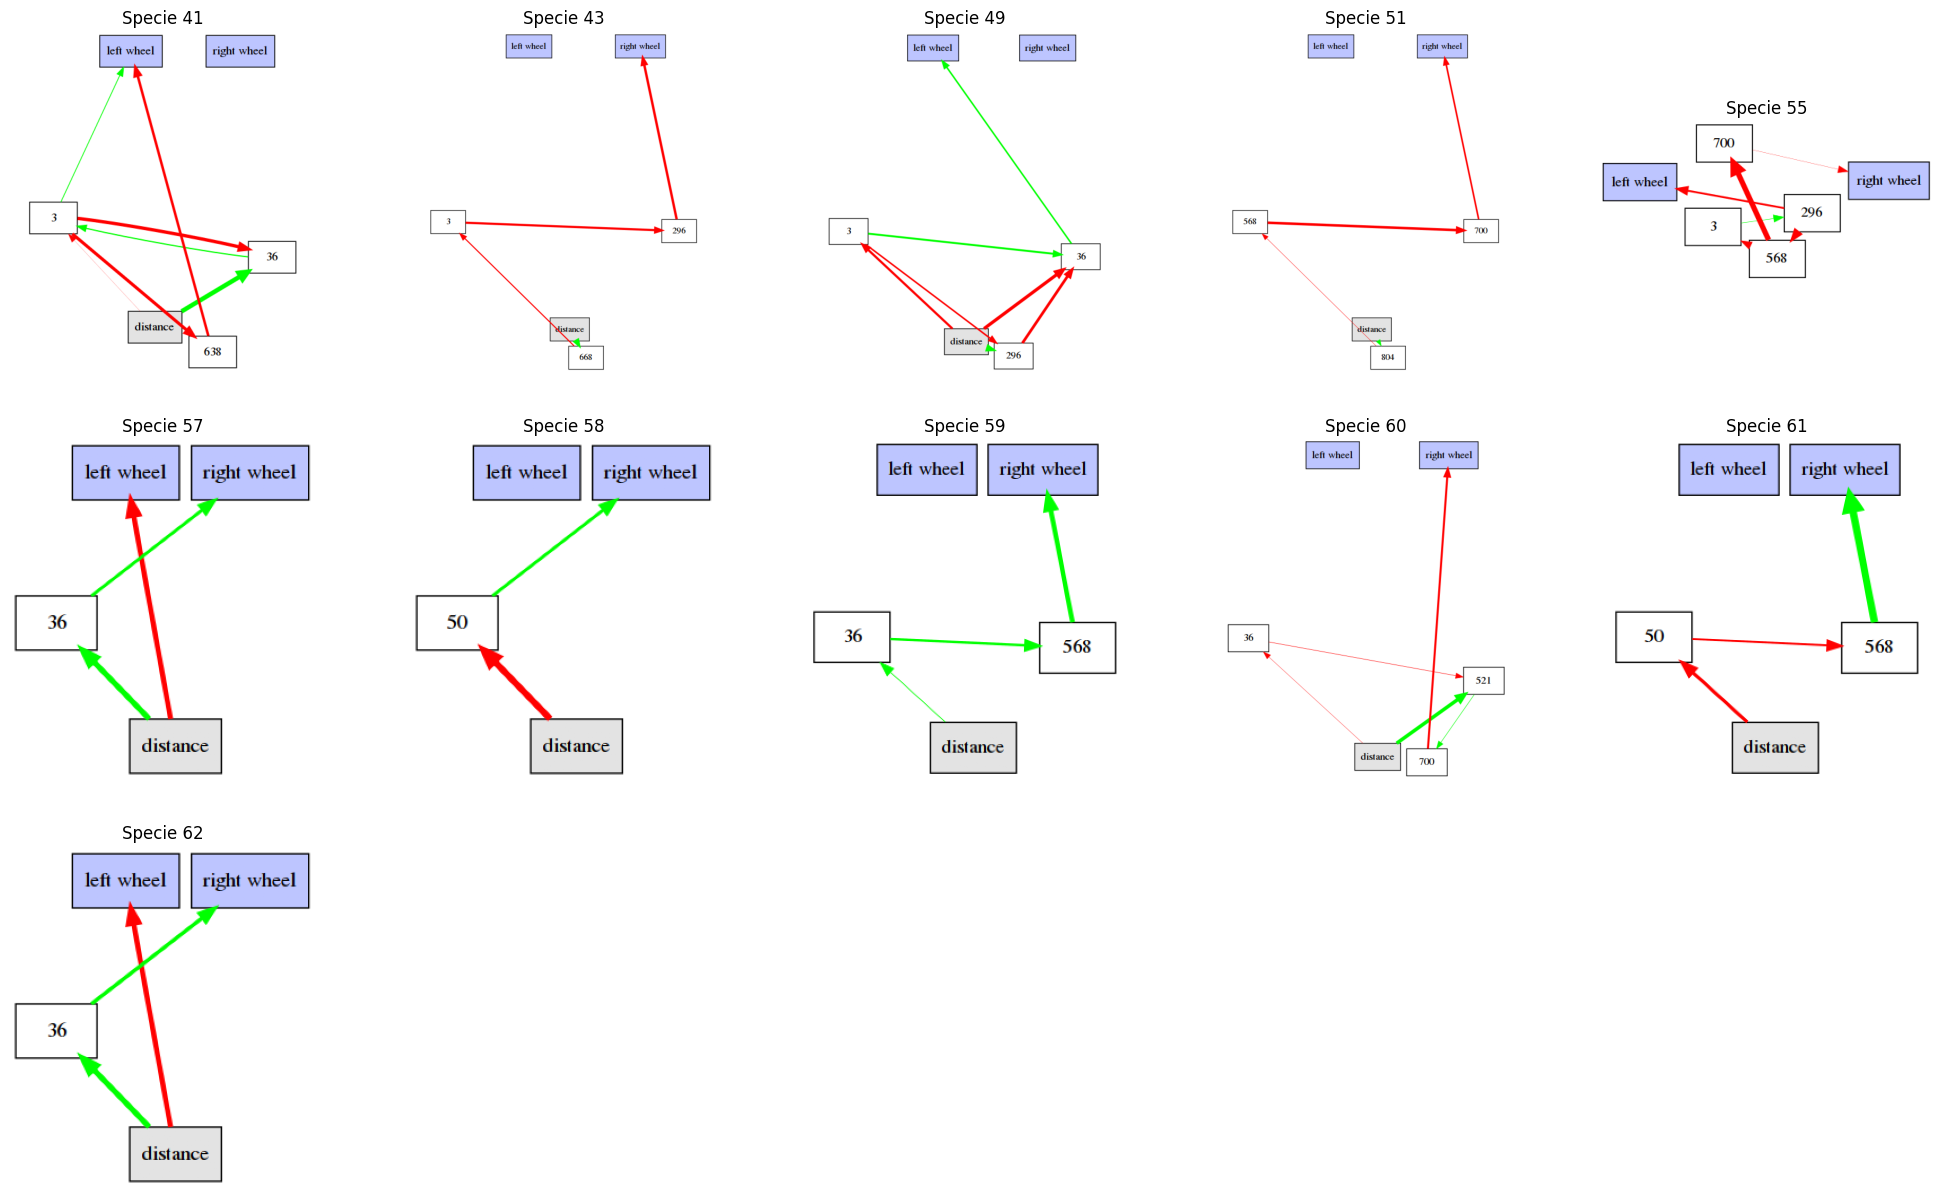 Specie 41
left wheel
right wheel
3
36
distance
638
Specie 43
left wheel
right wheel
3
296
distance
668
Specie 49
left wheel
right wheel
3
36
distance
296
Specie 51
left wheel
right wheel
568
700
distance
804
Specie 55
700
left wheel
right wheel
296
3
568
Specie 57
left wheel
right wheel
36
distance
Specie 58
left wheel
right wheel
50
distance
Specie 59
left wheel
right wheel
36
568
distance
Specie 60
left wheel
right wheel
36
521
distance
700
Specie 61
left wheel
right wheel
50
568
distance
Specie 62
left wheel
right wheel
36
distance